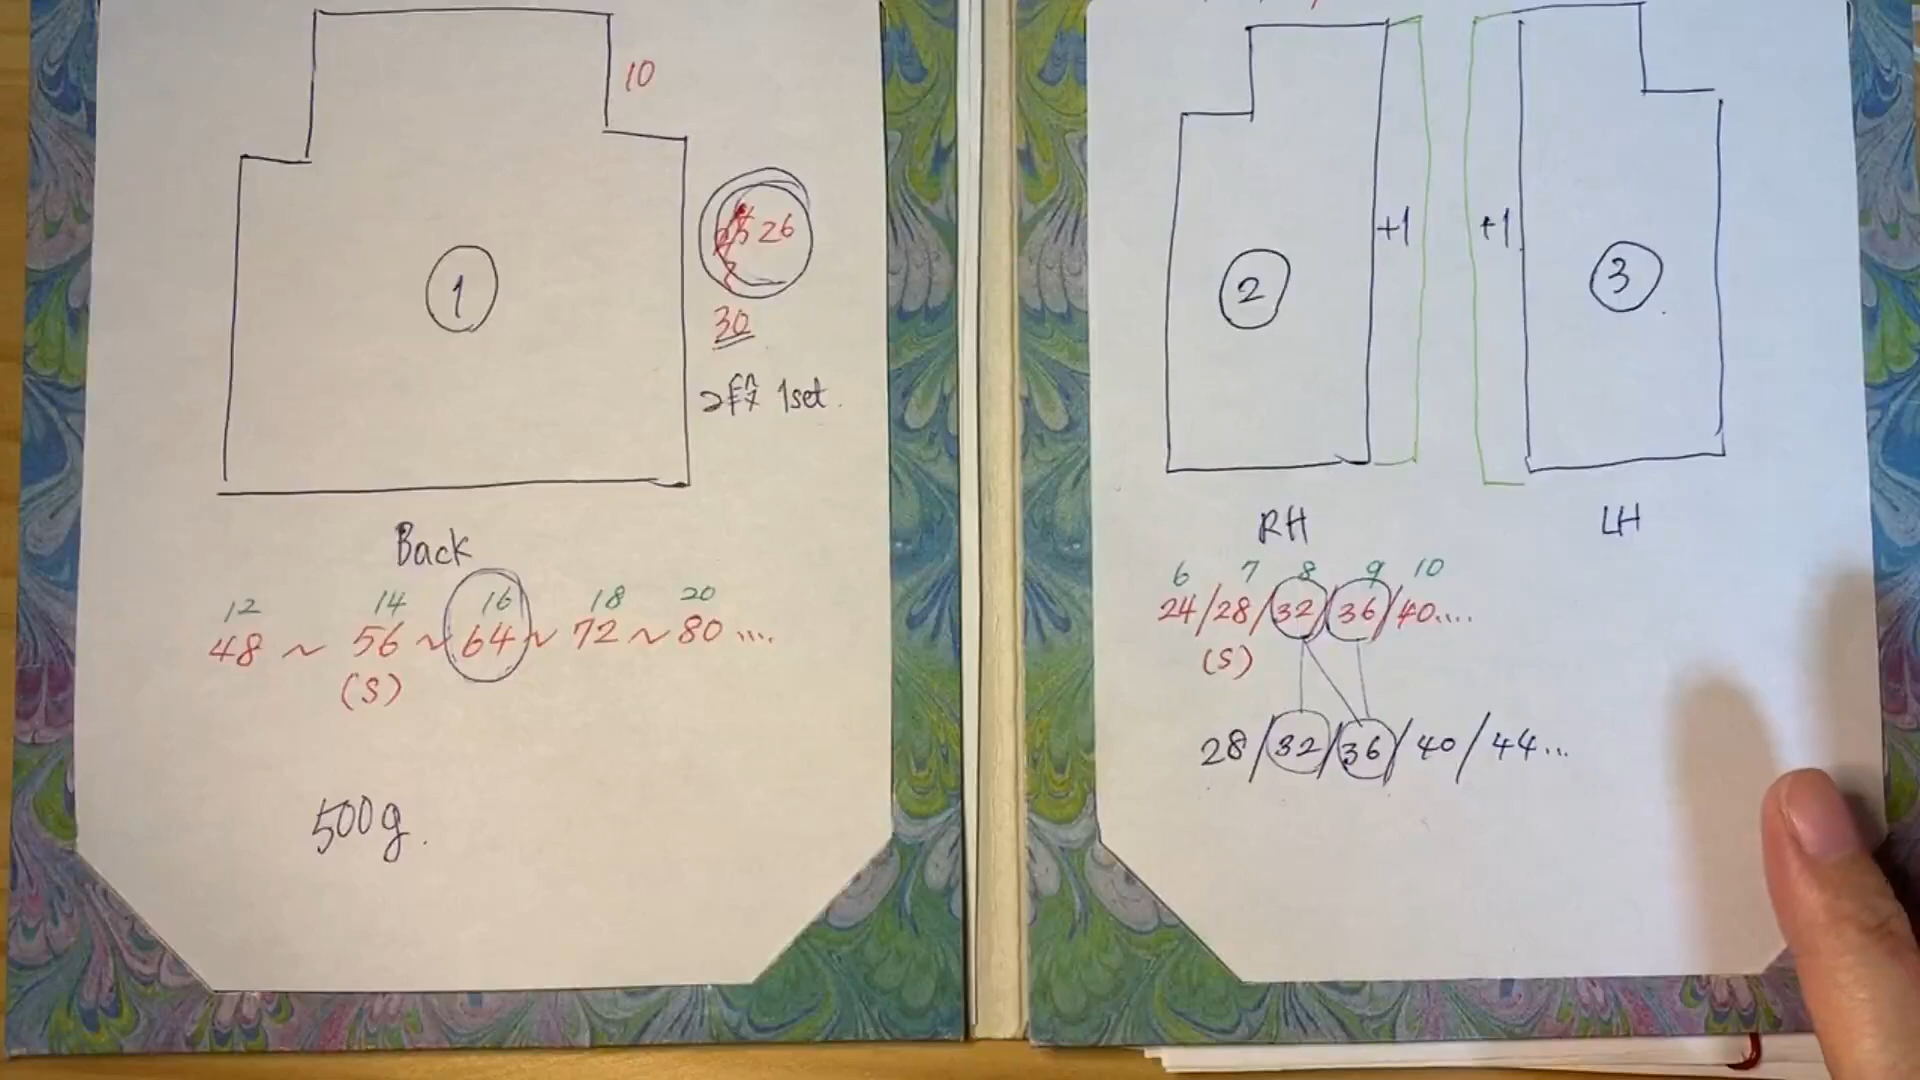 10
1
26
30
2段 1set.
Back
12 14 16 18 20
48 ~ 56 ~ 64 ~ 72 ~ 80 ....
(S)
500g.
+1 +1
2 3
RH LH
6 7 8 9 10
24/28/32/36/40....
(S)
28/32/36/40/44...